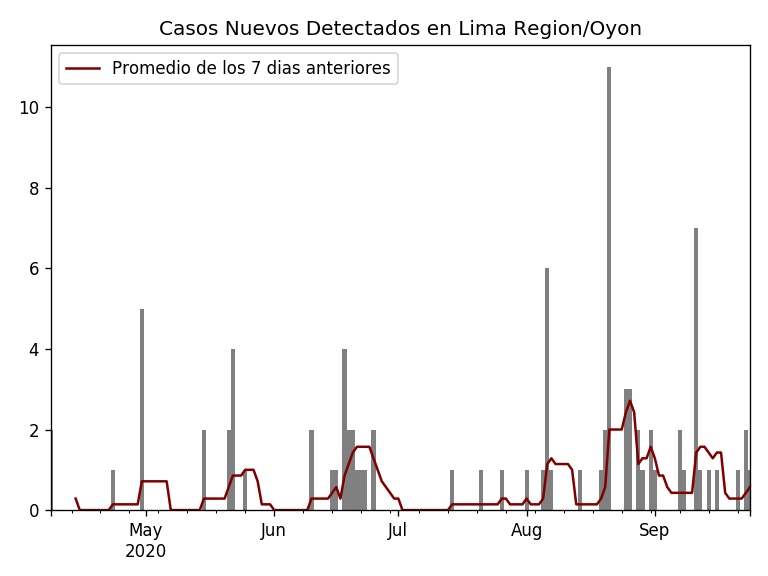 Casos Nuevos Detectados en Lima Region/Oyon
Promedio de los 7 dias anteriores
10
8
6
4
2
0
May Jun Jul Aug Sep
2020